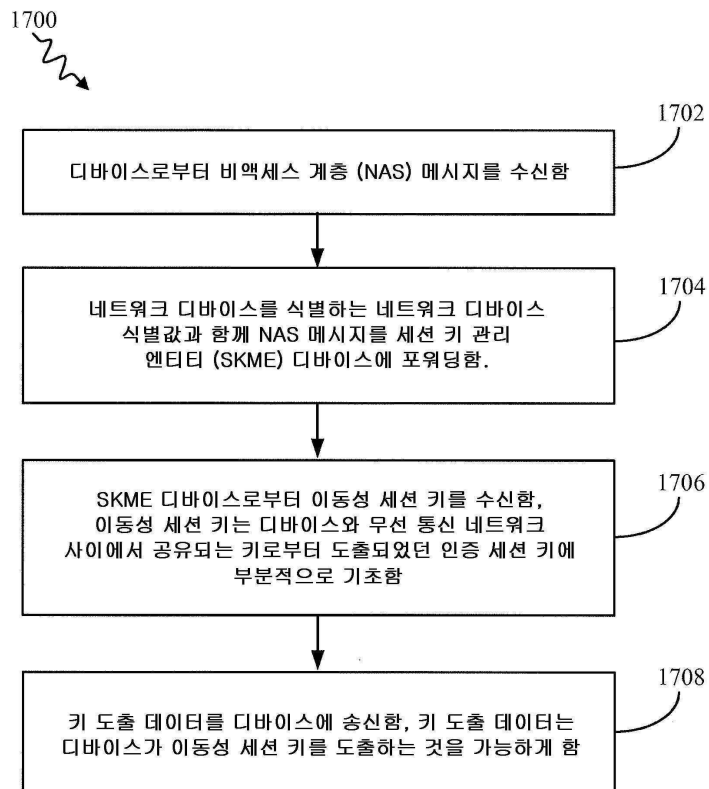 1700
1702
디바이스로부터 비액세스 계층 (NAS) 메시지를 수신함
1704
네트워크 디바이스를 식별하는 네트워크 디바이스
식별값과 함께 NAS 메시지를 세션 키 관리
엔티티 (SKME) 디바이스에 포워딩함.
1706
SKME 디바이스로부터 이동성 세션 키를 수신함,
이동성 세션 키는 디바이스와 무선 통신 네트워크
사이에서 공유되는 키로부터 도출되었던 인증 세션 키에
부분적으로 기초함
1708
키 도출 데이터를 디바이스에 송신함, 키 도출 데이터는
디바이스가 이동성 세션 키를 도출하는 것을 가능하게 함